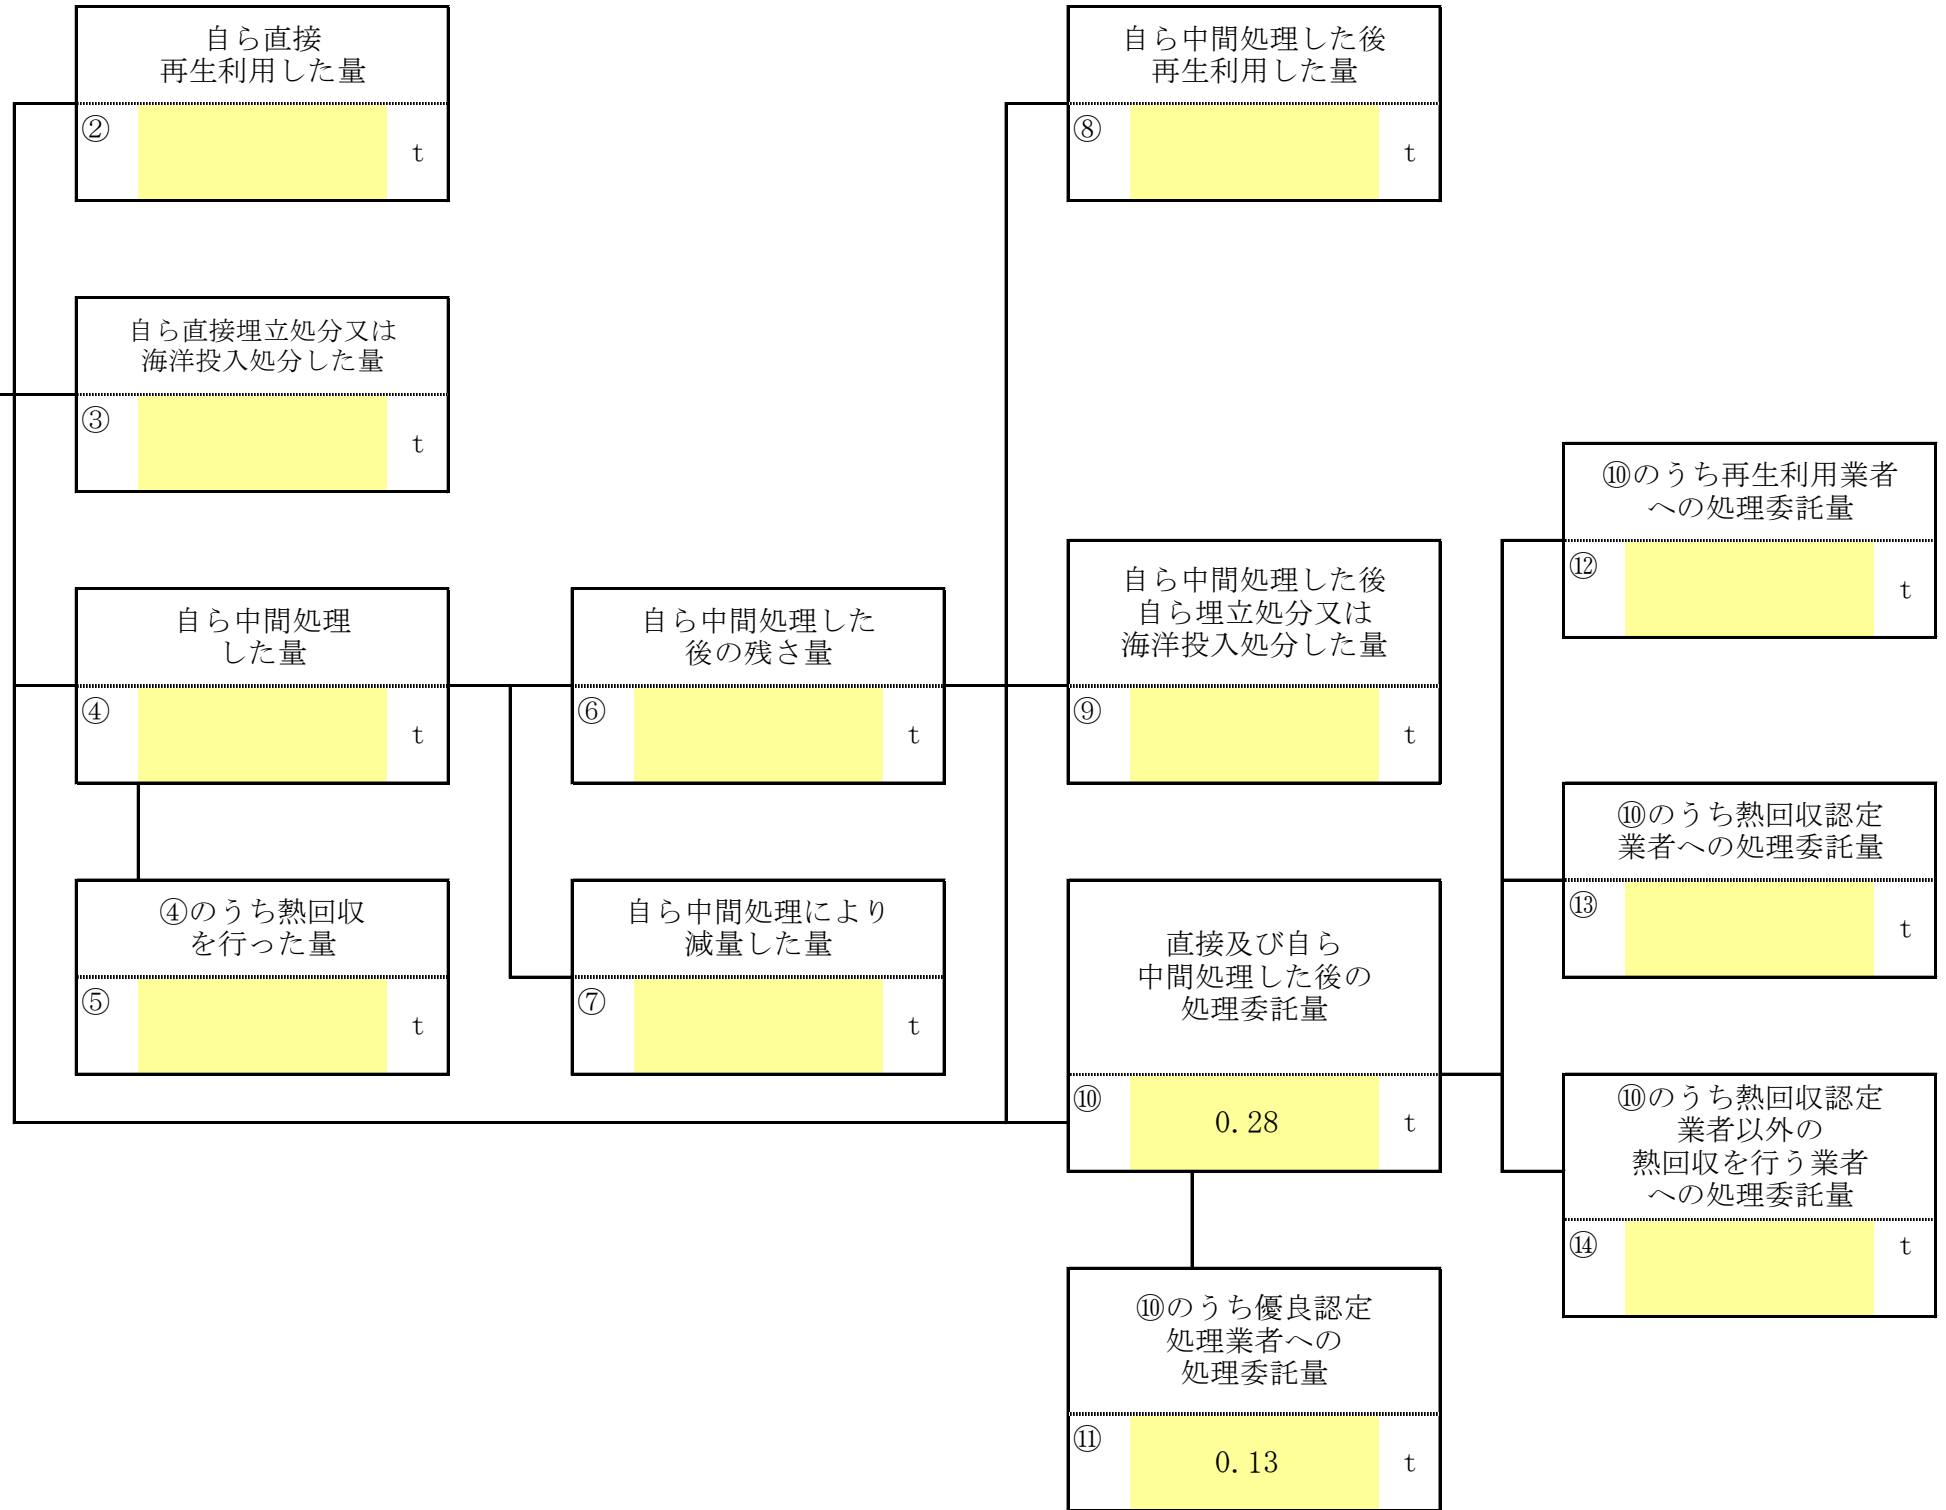 自ら直接
再生利用した量
②
t
自ら中間処理した後
再生利用した量
⑧
t
自ら直接埋立処分又は
海洋投入処分した量
③
t
⑩のうち再生利用業者
への処理委託量
⑫
t
自ら中間処理
した量
④
t
自ら中間処理した
後の残さ量
⑥
t
自ら中間処理した後
自ら埋立処分又は
海洋投入処分した量
⑨
t
⑩のうち熱回収認定
業者への処理委託量
⑬
t
④のうち熱回収
を行った量
⑤
t
自ら中間処理により
減量した量
⑦
t
直接及び自ら
中間処理した後の
処理委託量
⑩
0.28
t
⑩のうち熱回収認定
業者以外の
熱回収を行う業者
への処理委託量
⑭
t
⑩のうち優良認定
処理業者への
処理委託量
⑪
0.13
t